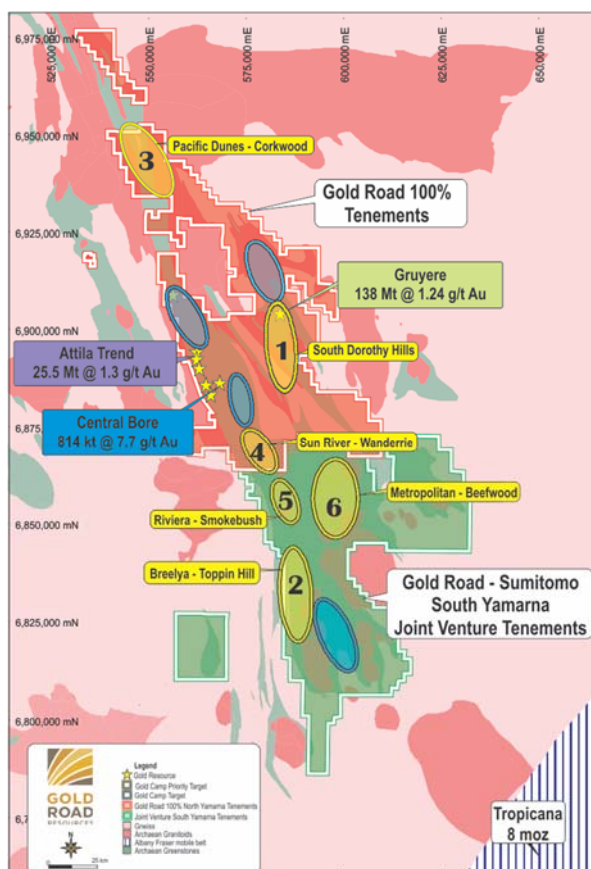 525,000 mE
550,000 mE
575,000 mE
600,000 mE
650,000 mE
6,975,000 mN
6,950,000 mN
3
Pacific Dunes - Corkwood
Gold Road 100%
Tenements
6,925,000 mN
Gruyere
138 Mt @ 1.24 g/t Au
6,900,000 mN
1
South Dorothy Hills
Attila Trend
25.5 Mt @ 1.3 g/t Au
Central Bore
814 kt @ 7.7 g/t Au
6,875,000 mN
4
Sun River - Wanderrie
5
6
Metropolitan - Beefwood
6,850,000 mN
Riviera - Smokebush
Breelya - Toppin Hill
2
Gold Road - Sumitomo
South Yamarna
Joint Venture Tenements
6,825,000 mN
6,800,000 mN
GOLD
ROAD
RESOURCES
N
0
25 km
Legend
Gold Resource
Gold Camp Priority Target
Gold Camp Target
Gold Road 100% North Yamarna Tenements
Joint Venture South Yamarna Tenements
Gneiss
Archaean Granitoids
Albany Fraser mobile belt
Archaean Greenstones
Tropicana
8 moz